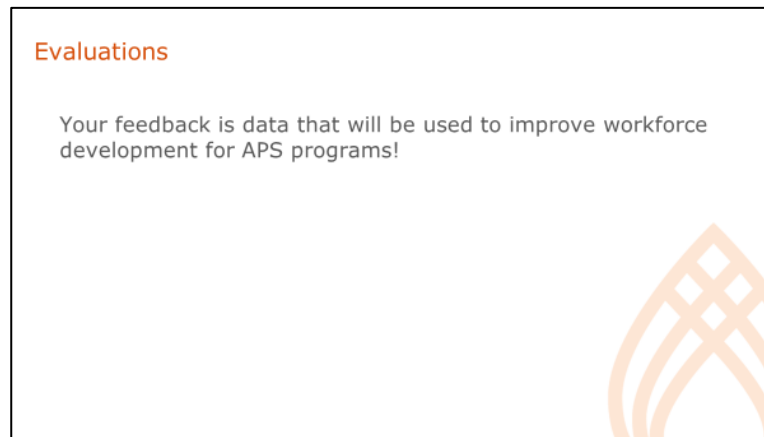 Evaluations
Your feedback is data that will be used to improve workforce
development for APS programs!